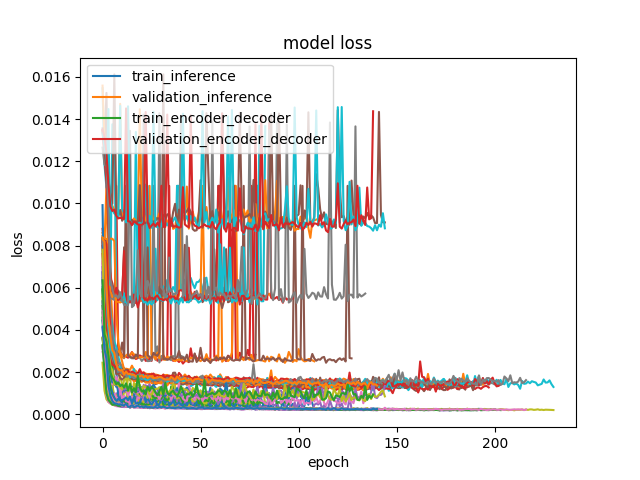 model loss
0.016
0.014
0.012
0.010
0.008
0.006
0.004
0.002
0.000
loss
train_inference
validation_inference
train_encoder_decoder
validation_encoder_decoder
0 50 100 150 200
epoch